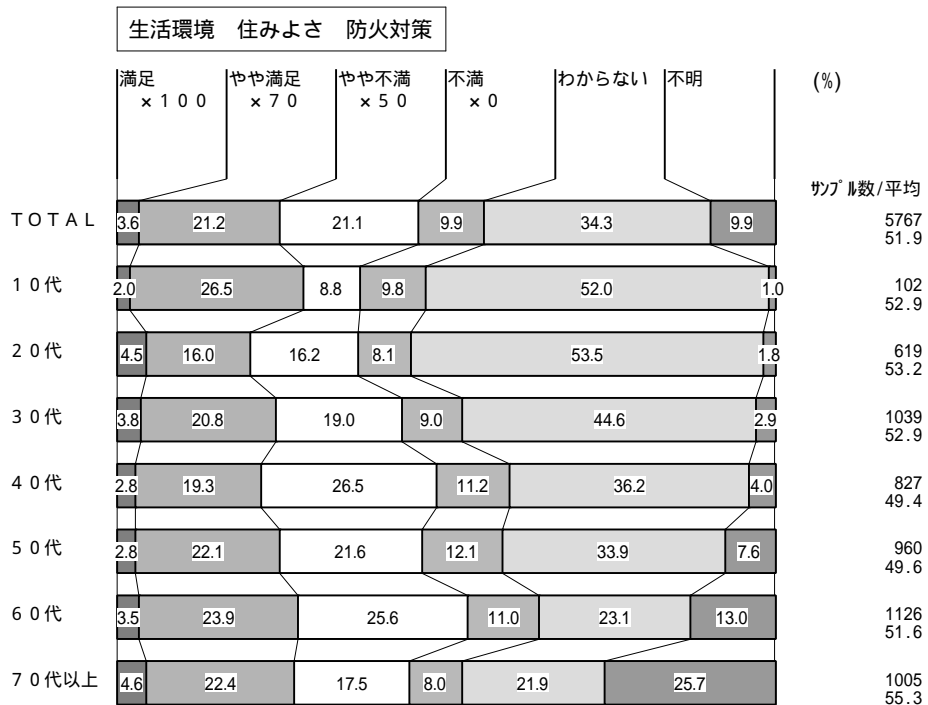 生活環境　住みよさ　防火対策
満足 やや満足 やや不満 不満 わからない 不明 (%)
×１００ ×７０ ×５０ ×０
ｻﾝﾌﾟﾙ数/平均
ＴＯＴＡＬ 3.6 21.2 21.1 9.9 34.3 9.9 5767
51.9
１０代 2.0 26.5 8.8 9.8 52.0 1.0 102
52.9
２０代 4.5 16.0 16.2 8.1 53.5 1.8 619
53.2
３０代 3.8 20.8 19.0 9.0 44.6 2.9 1039
52.9
４０代 2.8 19.3 26.5 11.2 36.2 4.0 827
49.4
５０代 2.8 22.1 21.6 12.1 33.9 7.6 960
49.6
６０代 3.5 23.9 25.6 11.0 23.1 13.0 1126
51.6
７０代以上 4.6 22.4 17.5 8.0 21.9 25.7 1005
55.3